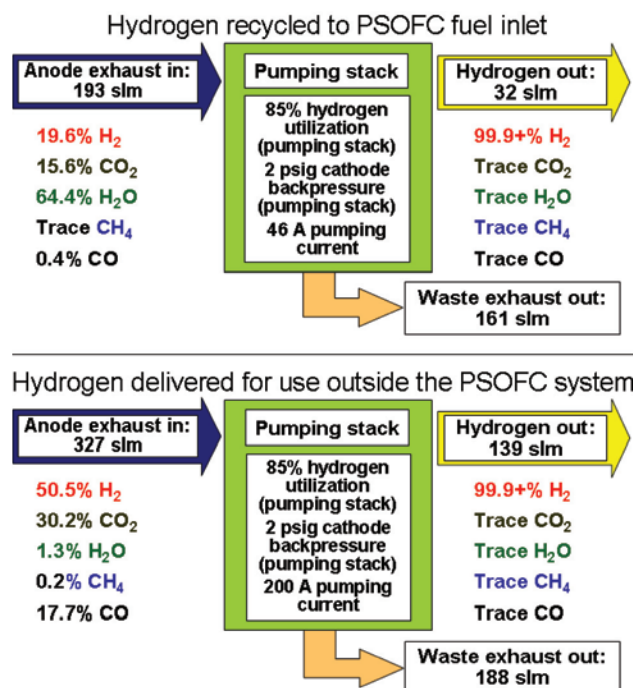 Hydrogen recycled to PSOFC fuel inlet
Anode exhaust in:
193 slm
19.6% H₂
15.6% CO₂
64.4% H₂O
Trace CH₄
0.4% CO
Pumping stack
85% hydrogen
utilization
(pumping stack)
2 psig cathode
backpressure
(pumping stack)
46 A pumping
current
Hydrogen out:
32 slm
99.9+% H₂
Trace CO₂
Trace H₂O
Trace CH₄
Trace CO
Waste exhaust out:
161 slm
Hydrogen delivered for use outside the PSOFC system
Anode exhaust in:
327 slm
50.5% H₂
30.2% CO₂
1.3% H₂O
0.2% CH₄
17.7% CO
Pumping stack
85% hydrogen
utilization
(pumping stack)
2 psig cathode
backpressure
(pumping stack)
200 A pumping
current
Hydrogen out:
139 slm
99.9+% H₂
Trace CO₂
Trace H₂O
Trace CH₄
Trace CO
Waste exhaust out:
188 slm